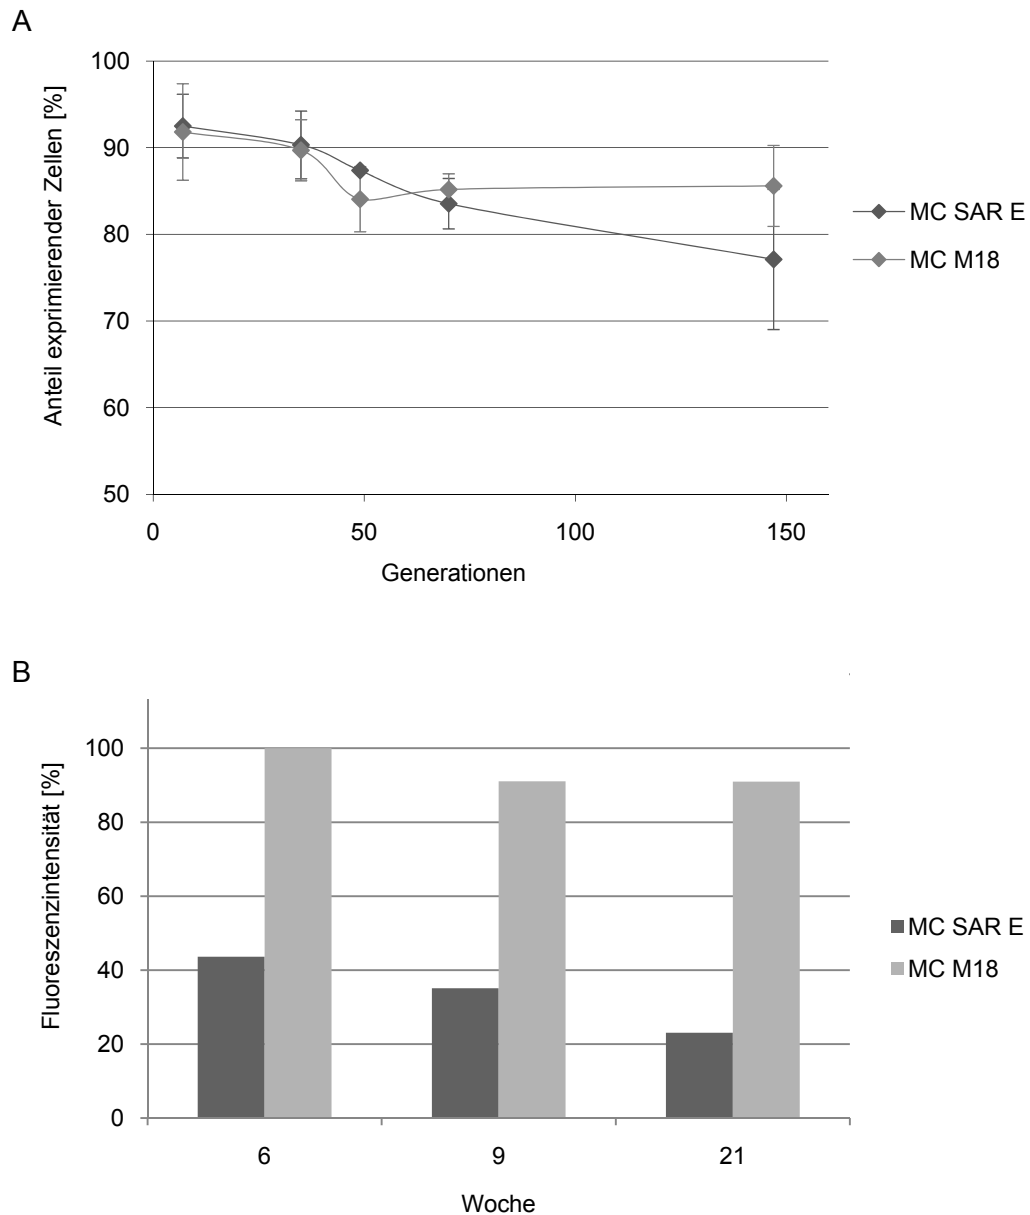 A
Anteil exprimierender Zellen [%]
100
90
80
70
60
50
0 50 100 150
Generationen
MC SAR E
MC M18
B
Fluoreszenzintensität [%]
100
80
60
40
20
0
6 9 21
Woche
MC SAR E
MC M18